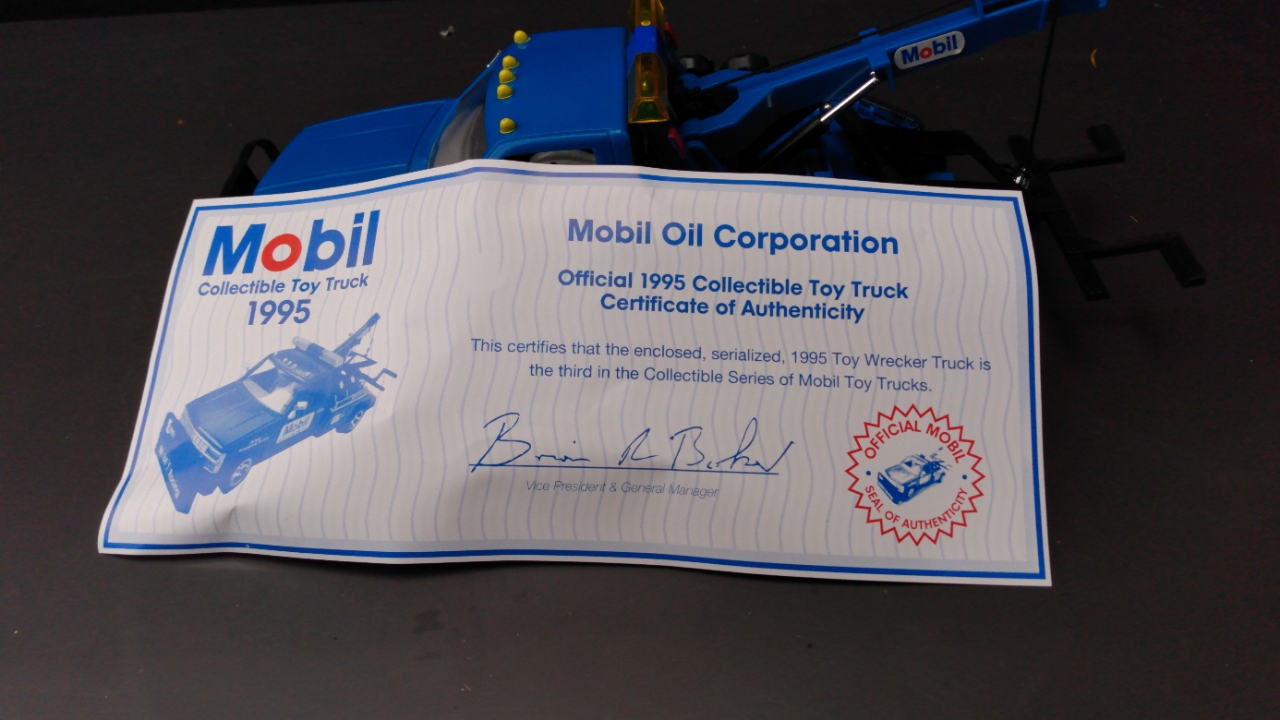 Mobil
Mobil
Collectible Toy Truck
1995
Mobil
Mobil Oil Corporation
Official 1995 Collectible Toy Truck
Certificate of Authenticity
This certifies that the enclosed, serialized, 1995 Toy Wrecker Truck is
the third in the Collectible Series of Mobil Toy Trucks.
Vice President & General Manager
OFFICIAL MOBIL
SEAL OF AUTHENTICITY